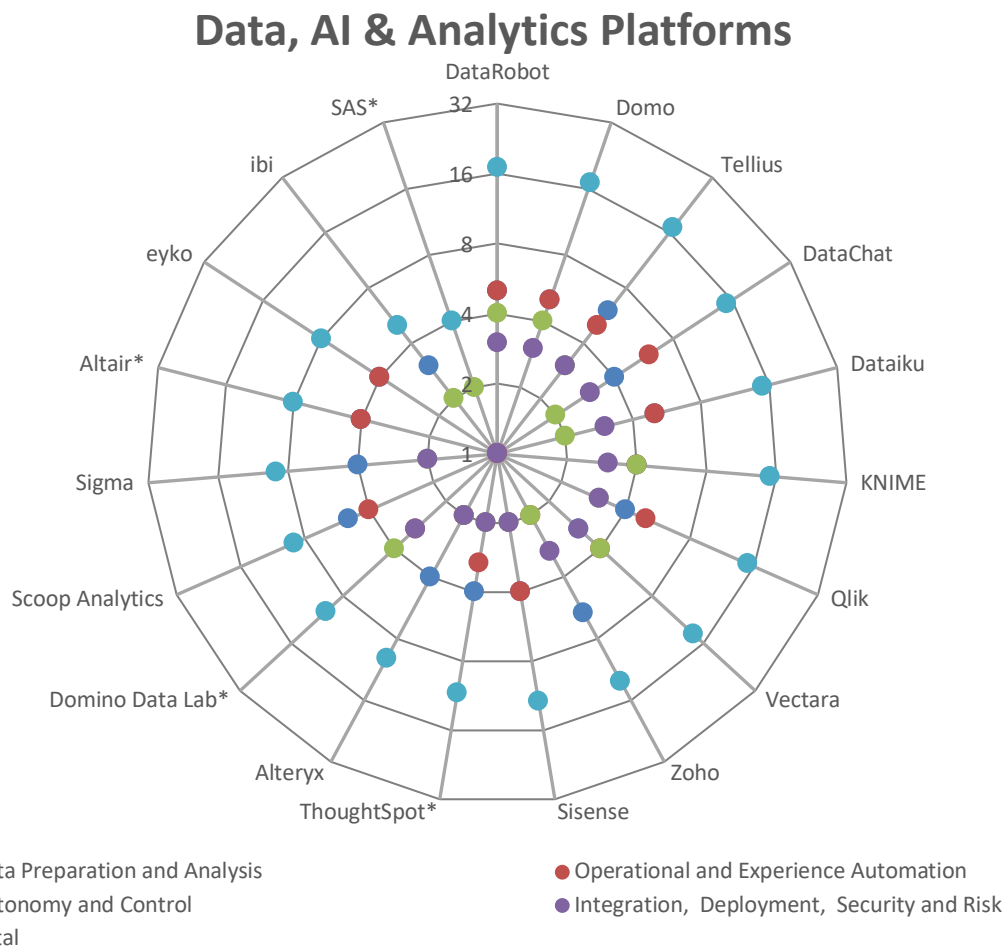 Data, AI & Analytics Platforms
DataRobot
SAS*
32
Domo
ibi
16
Tellius
eyko
8
DataChat
4
Altair*
Dataiku
2
1
Sigma
KNIME
Scoop Analytics
Qlik
Domino Data Lab*
Vectara
Alteryx
Zoho
ThoughtSpot*
Sisense
ta Preparation and Analysis
Operational and Experience Automation
tonomy and Control
Integration, Deployment, Security and Risk
tal